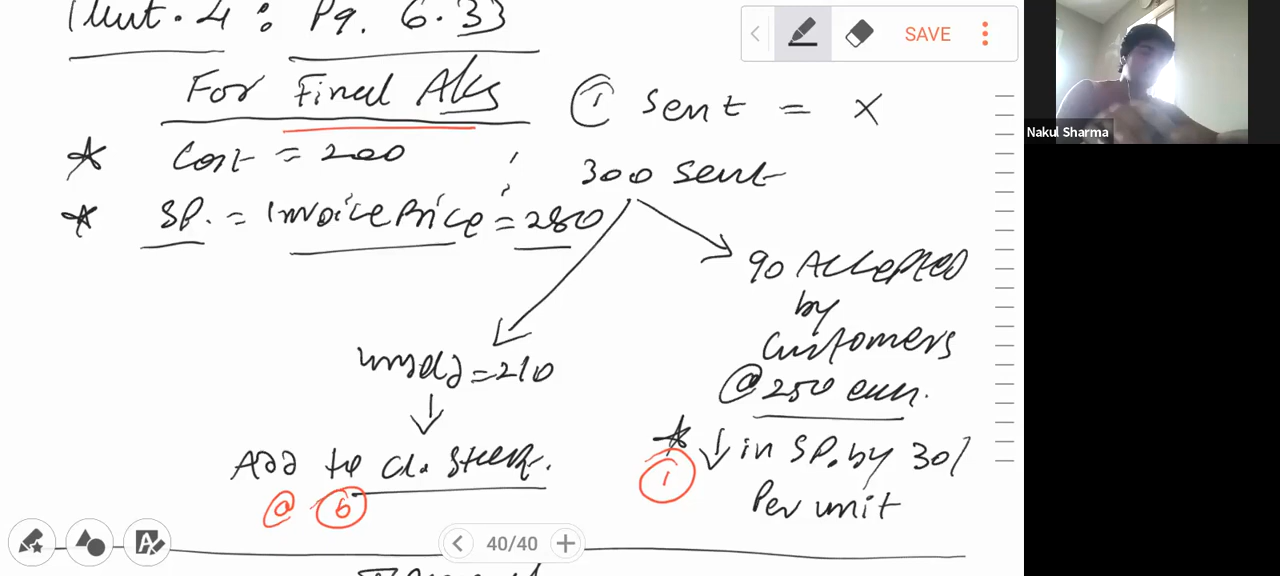 Illust. 4 : Pg. 6.33
For Final A/cs
① Sent = X
* Cost = 200
300 Sent
* SP. = Invoice Price = 280
90 Accepted
by
Customers
@ 250 each.
unsold = 210
Add to Cl. Stock.
@ ⑥
* ① ↓ in SP. by 30/
Per unit
SAVE
40/40
Nakul Sharma